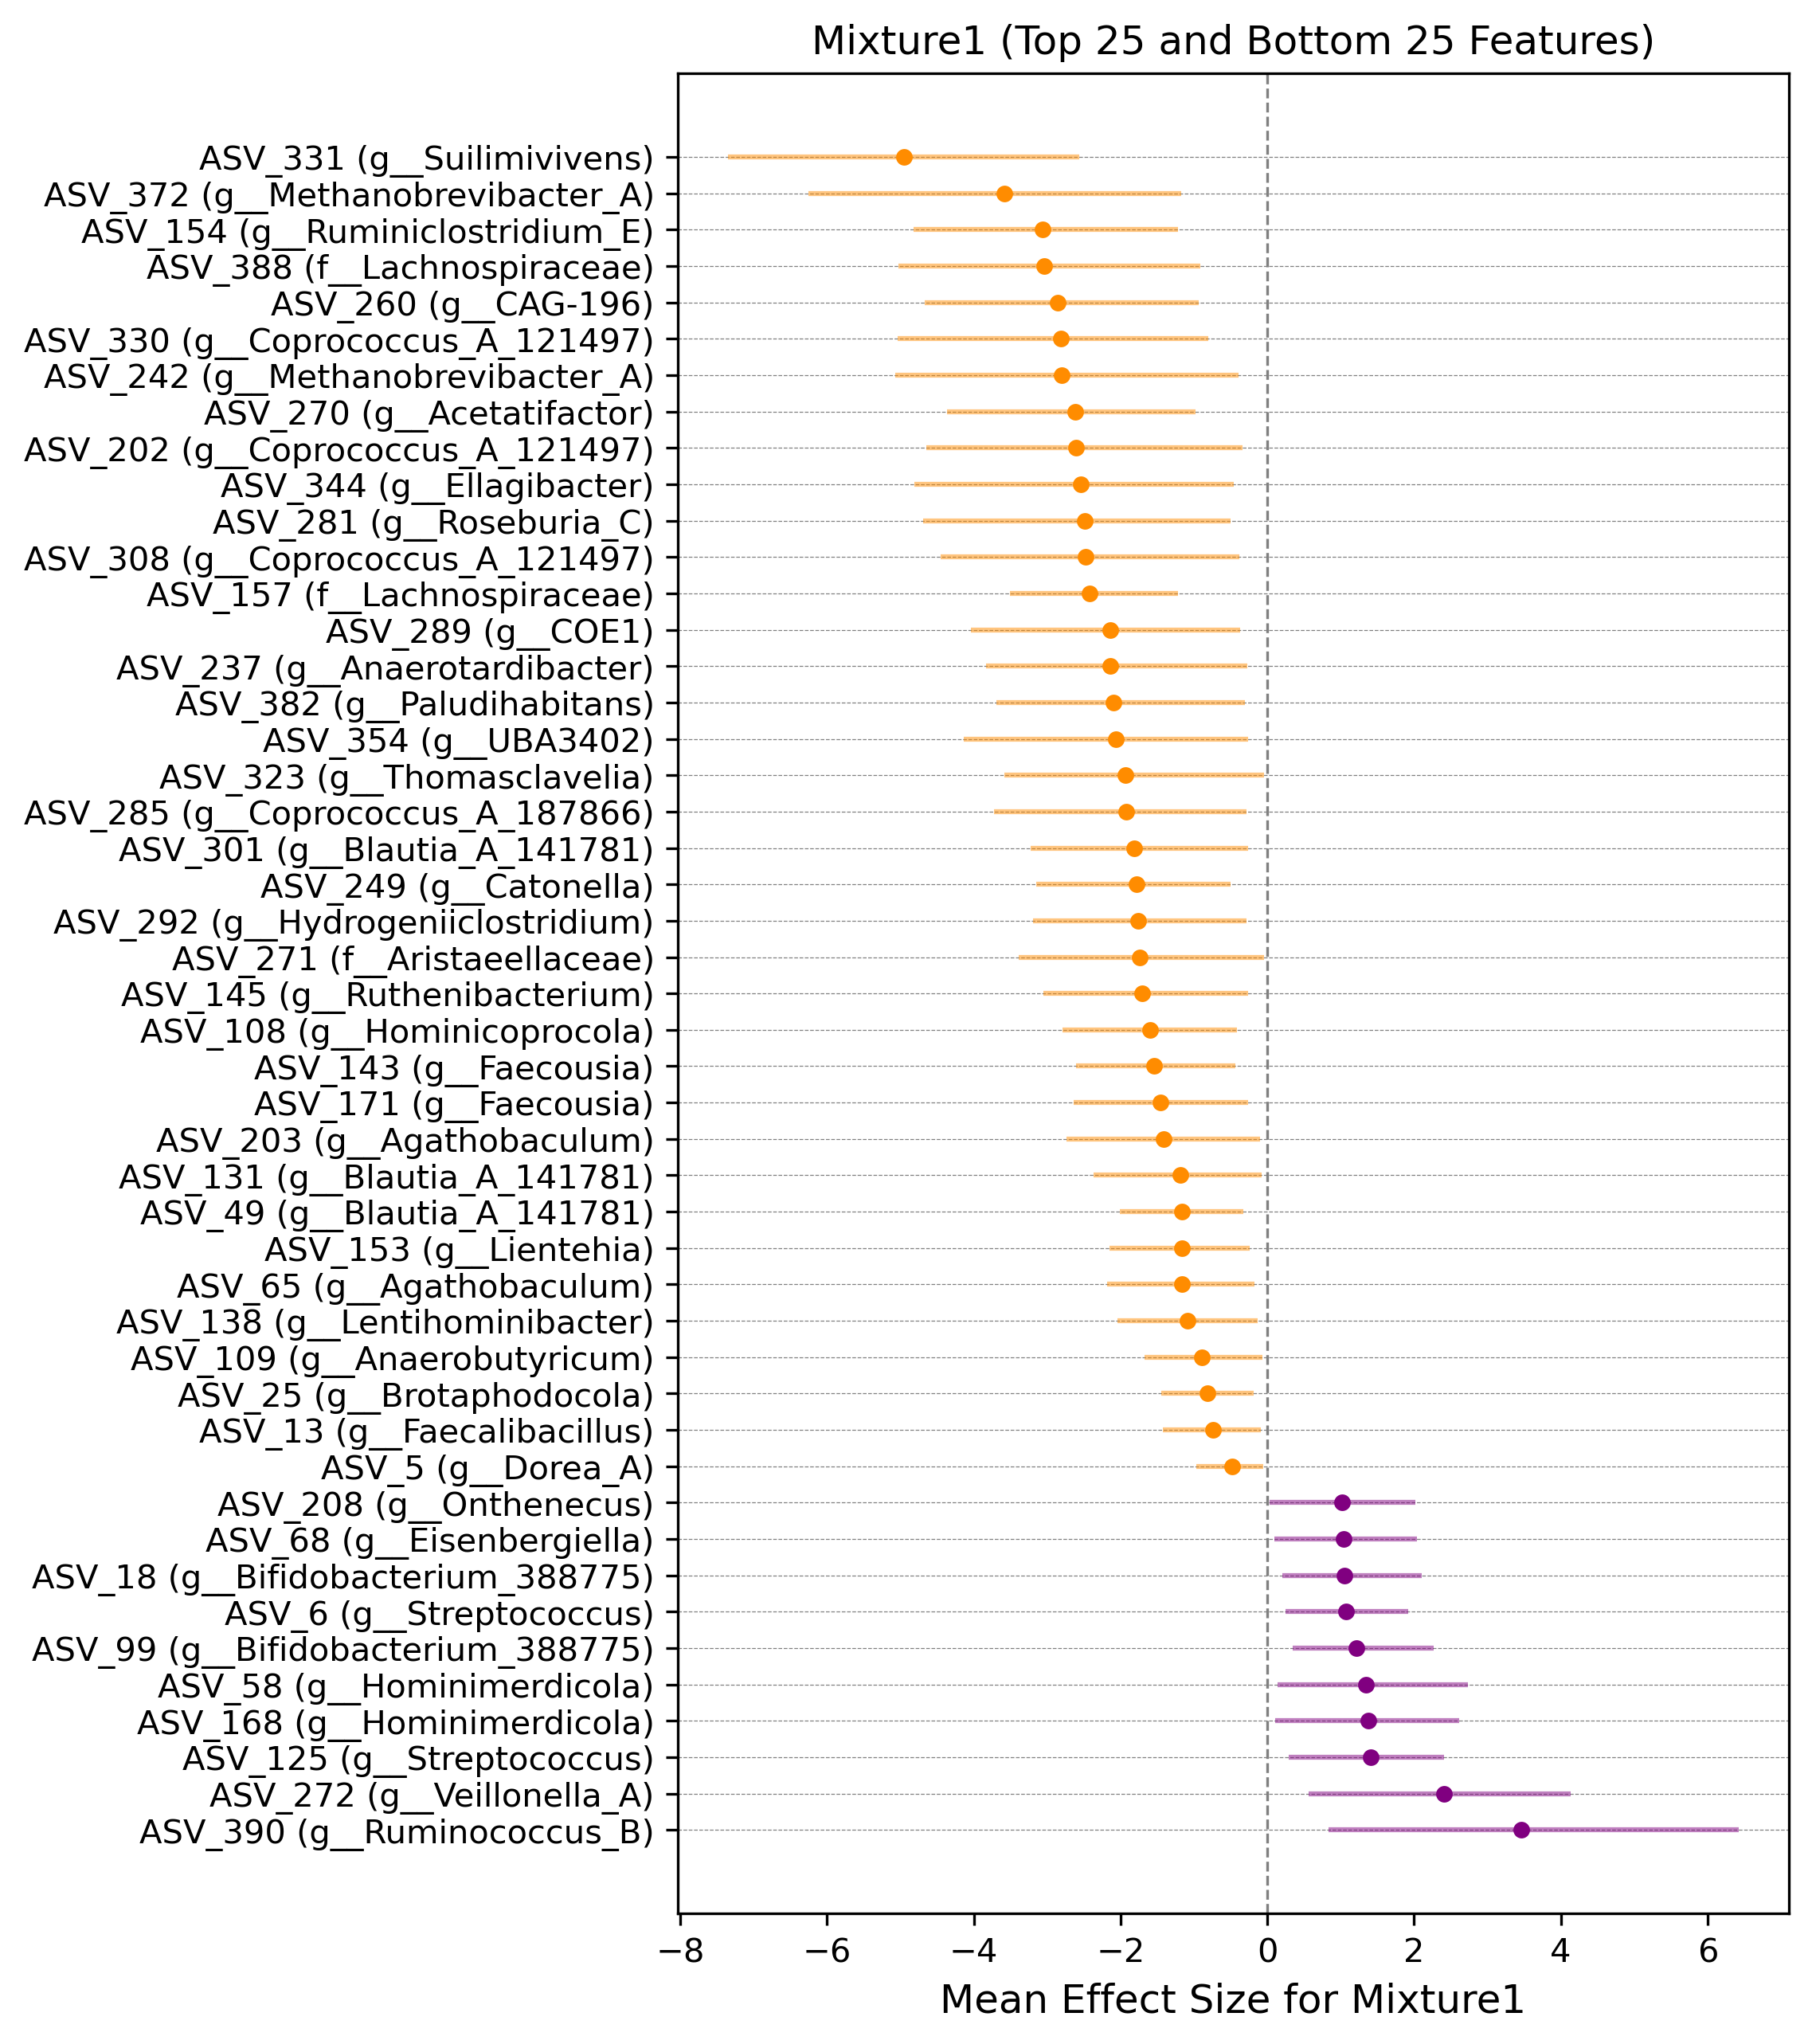 Mixture1 (Top 25 and Bottom 25 Features)
ASV_331 (g__Suilimivivens)
ASV_372 (g__Methanobrevibacter_A)
ASV_154 (g__Ruminiclostridium_E)
ASV_388 (f__Lachnospiraceae)
ASV_260 (g__CAG-196)
ASV_330 (g__Coprococcus_A_121497)
ASV_242 (g__Methanobrevibacter_A)
ASV_270 (g__Acetatifactor)
ASV_202 (g__Coprococcus_A_121497)
ASV_344 (g__Ellagibacter)
ASV_281 (g__Roseburia_C)
ASV_308 (g__Coprococcus_A_121497)
ASV_157 (f__Lachnospiraceae)
ASV_289 (g__COE1)
ASV_237 (g__Anaerotardibacter)
ASV_382 (g__Paludihabitans)
ASV_354 (g__UBA3402)
ASV_323 (g__Thomasclavelia)
ASV_285 (g__Coprococcus_A_187866)
ASV_301 (g__Blautia_A_141781)
ASV_249 (g__Catonella)
ASV_292 (g__Hydrogeniiclostridium)
ASV_271 (f__Aristaeellaceae)
ASV_145 (g__Ruthenibacterium)
ASV_108 (g__Hominicoprocola)
ASV_143 (g__Faecousia)
ASV_171 (g__Faecousia)
ASV_203 (g__Agathobaculum)
ASV_131 (g__Blautia_A_141781)
ASV_49 (g__Blautia_A_141781)
ASV_153 (g__Lientehia)
ASV_65 (g__Agathobaculum)
ASV_138 (g__Lentihominibacter)
ASV_109 (g__Anaerobutyricum)
ASV_25 (g__Brotaphodocola)
ASV_13 (g__Faecalibacillus)
ASV_5 (g__Dorea_A)
ASV_208 (g__Onthenecus)
ASV_68 (g__Eisenbergiella)
ASV_18 (g__Bifidobacterium_388775)
ASV_6 (g__Streptococcus)
ASV_99 (g__Bifidobacterium_388775)
ASV_58 (g__Hominimerdicola)
ASV_168 (g__Hominimerdicola)
ASV_125 (g__Streptococcus)
ASV_272 (g__Veillonella_A)
ASV_390 (g__Ruminococcus_B)
−8 −6 −4 −2 0 2 4 6
Mean Effect Size for Mixture1